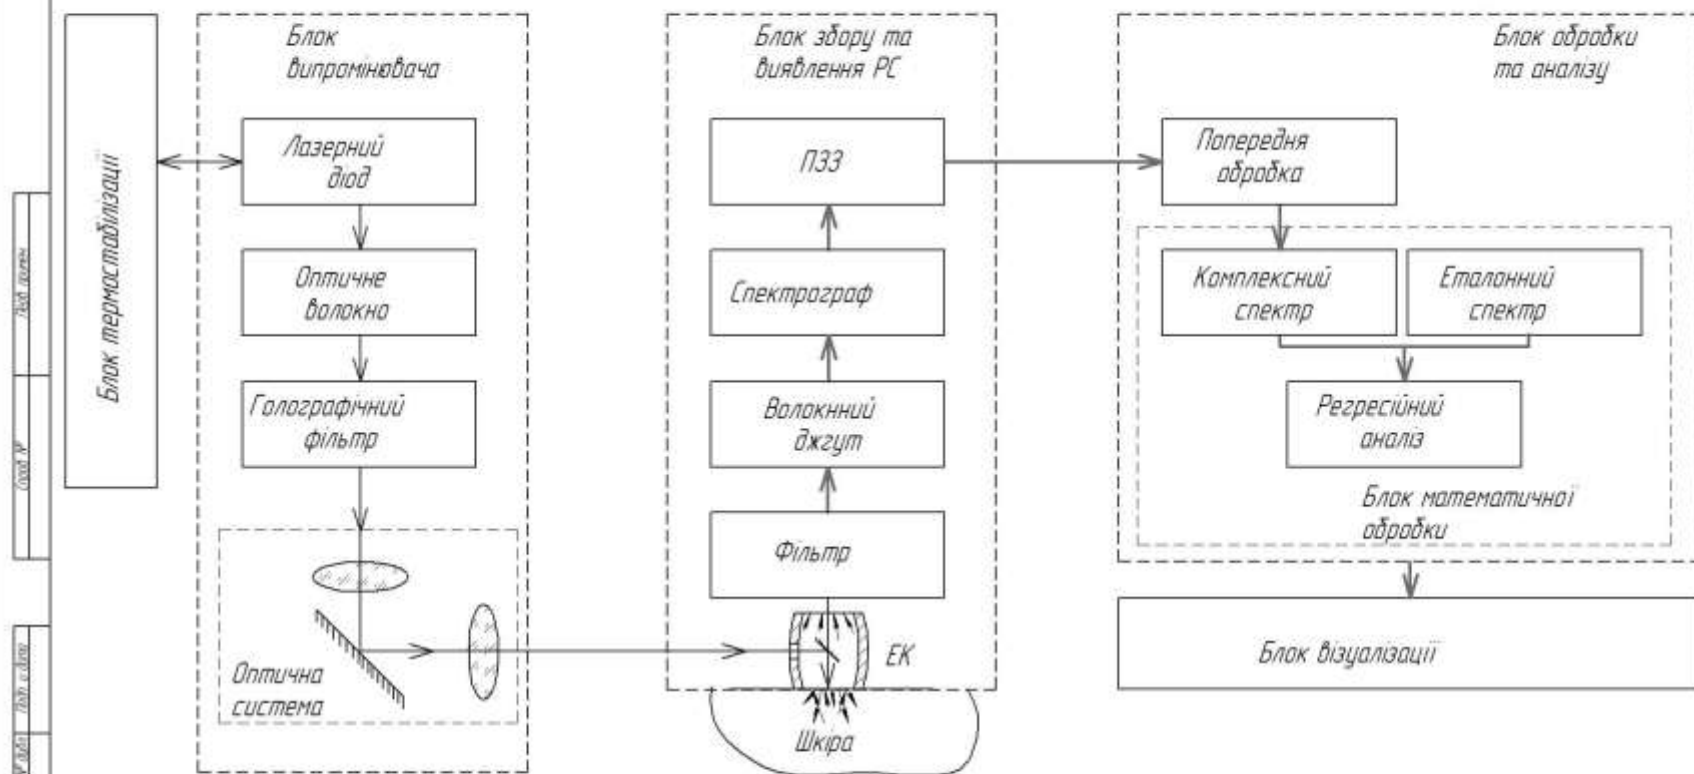 Блок термостабілізації
Блок
випромінювача
Лазерний
діод
Оптичне
волокно
Голографічний
фільтр
Оптична
система
Блок збору та
виявлення РС
ПЗЗ
Спектрограф
Волокнний
джгут
Фільтр
ЕК
Шкіра
Блок обробки
та аналізу
Попередня
обробка
Комплексний
спектр
Еталонний
спектр
Регресійний
аналіз
Блок математичної
обробки
Блок візуалізації